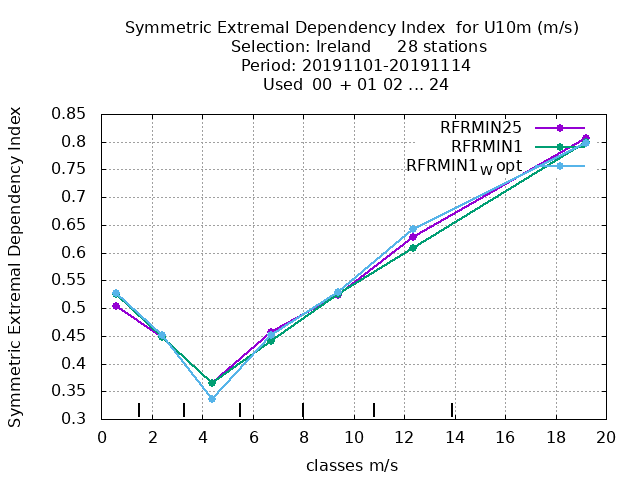 Symmetric Extremal Dependency Index for U10m (m/s)
Selection: Ireland 28 stations
Period: 20191101-20191114
Used 00 + 01 02 ... 24
Symmetric Extremal Dependency Index
0.85
0.8
0.75
0.7
0.65
0.6
0.55
0.5
0.45
0.4
0.35
0.3
RFRMIN25
RFRMIN1
RFRMIN1W opt
0 2 4 6 8 10 12 14 16 18 20
classes m/s